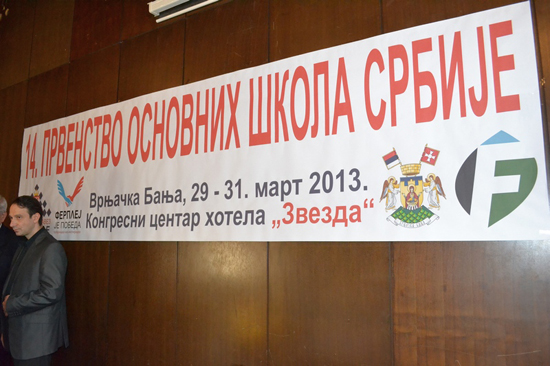 14. ПРВЕНСТВО ОСНОВНИХ ШКОЛА СРБИЈЕ
Врњачка Бања, 29 - 31. март 2013.
Конгресни центар хотела „Звезда“
ФЕРПЛЕЈ
ЈЕ ПОБЕДА